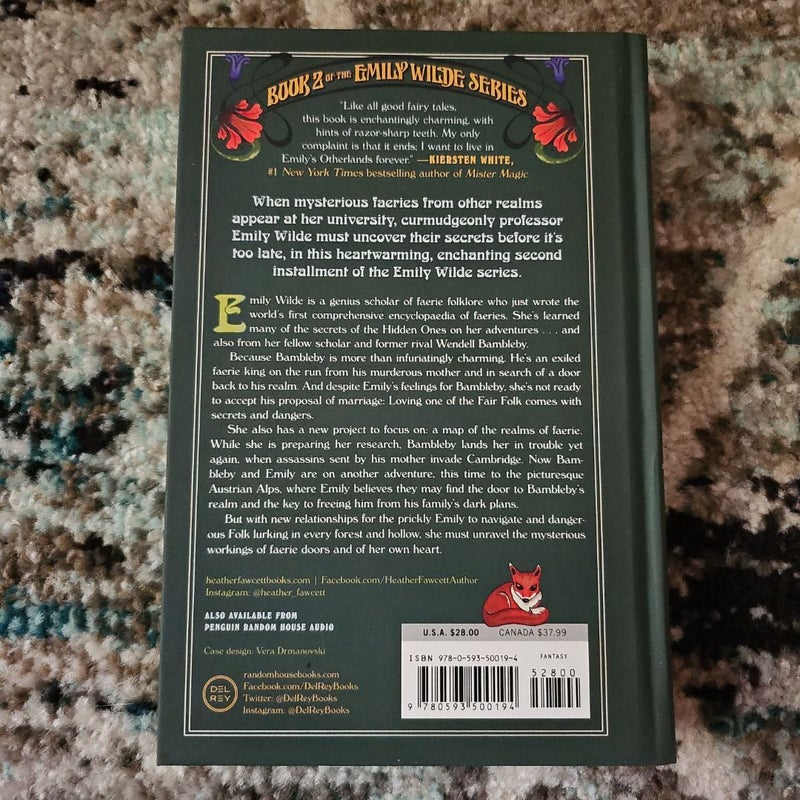 BOOK 2 OF THE EMILY WILDE SERIES
"Like all good fairy tales,
this book is enchantingly charming, with
hints of razor-sharp teeth. My only
complaint is that it ends; I want to live in
Emily's Otherlands forever." —KIERSTEN WHITE,
#1 New York Times bestselling author of Mister Magic
When mysterious faeries from other realms
appear at her university, curmudgeonly professor
Emily Wilde must uncover their secrets before it's
too late, in this heartwarming, enchanting second
installment of the Emily Wilde series.
Emily Wilde is a genius scholar of faerie folklore who just wrote the
world's first comprehensive encyclopaedia of faeries. She's learned
many of the secrets of the Hidden Ones on her adventures . . . and
also from her fellow scholar and former rival Wendell Bambleby.
Because Bambleby is more than infuriatingly charming. He's an exiled
faerie king on the run from his murderous mother and in search of a door
back to his realm. And despite Emily's feelings for Bambleby, she's not ready
to accept his proposal of marriage: Loving one of the Fair Folk comes with
secrets and dangers.
She also has a new project to focus on: a map of the realms of faerie.
While she is preparing her research, Bambleby lands her in trouble yet
again, when assassins sent by his mother invade Cambridge. Now Bam-
bleby and Emily are on another adventure, this time to the picturesque
Austrian Alps, where Emily believes they may find the door to Bambleby's
realm and the key to freeing him from his family's dark plans.
But with new relationships for the prickly Emily to navigate and danger-
ous Folk lurking in every forest and hollow, she must unravel the mysterious
workings of faerie doors and of her own heart.
heatherfawcettbooks.com | Facebook.com/HeatherFawcettAuthor
Instagram: @heather_fawcett
ALSO AVAILABLE FROM
PENGUIN RANDOM HOUSE AUDIO
Case design: Vera Drmanovski
DEL
REY
randomhousebooks.com
Facebook.com/DelReyBooks
Twitter: @DelReyBooks
Instagram: @DelReyBooks
U.S.A. $28.00 CANADA $37.99
ISBN 978-0-593-50019-4 FANTASY
52800
9 780593 500194